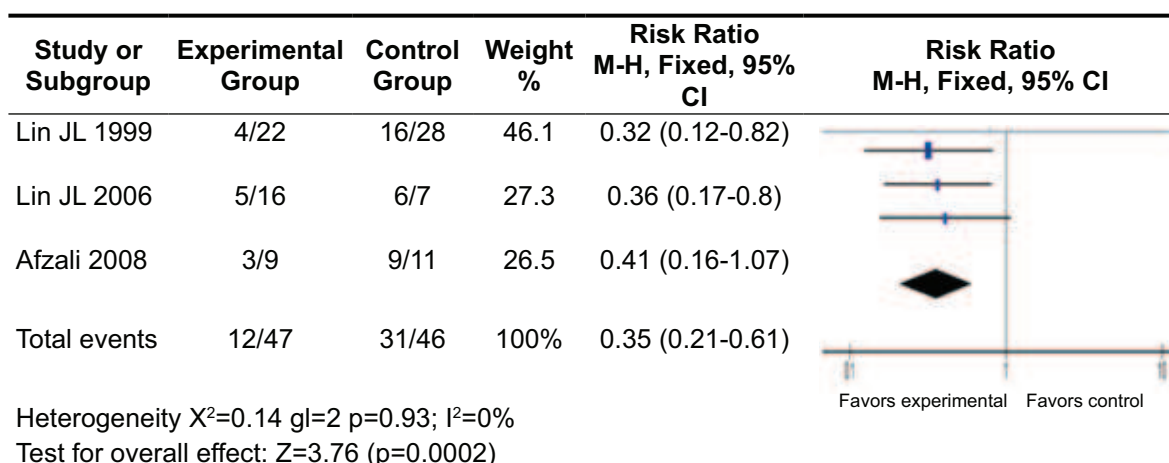 Study or Subgroup Experimental Group Control Group Weight % Risk Ratio M-H, Fixed, 95% CI Risk Ratio M-H, Fixed, 95% CI
Lin JL 1999 4/22 16/28 46.1 0.32 (0.12-0.82)
Lin JL 2006 5/16 6/7 27.3 0.36 (0.17-0.8)
Afzali 2008 3/9 9/11 26.5 0.41 (0.16-1.07)
Total events 12/47 31/46 100% 0.35 (0.21-0.61)
Favors experimental Favors control
Heterogeneity X²=0.14 gl=2 p=0.93; I²=0%
Test for overall effect: Z=3.76 (p=0.0002)